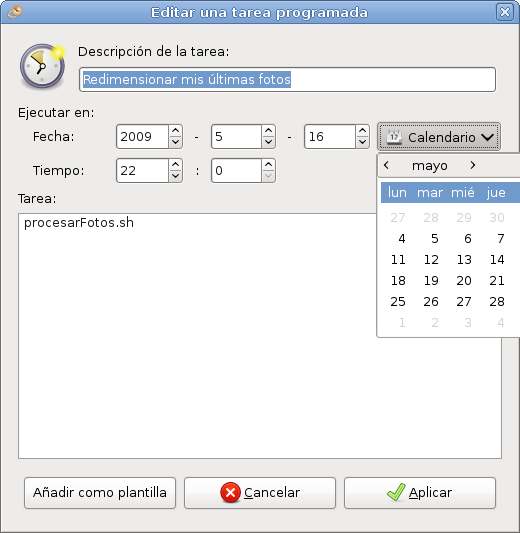 Editar una tarea programada
Descripción de la tarea:
Redimensionar mis últimas fotos
Ejecutar en:
Fecha: 2009 - 5 - 16 Calendario
Tiempo: 22 : 0
< mayo >
lun mar mié jue
27 28 29 30
4 5 6 7
11 12 13 14
18 19 20 21
25 26 27 28
1 2 3 4
Tarea:
procesarFotos.sh
Añadir como plantilla Cancelar Aplicar